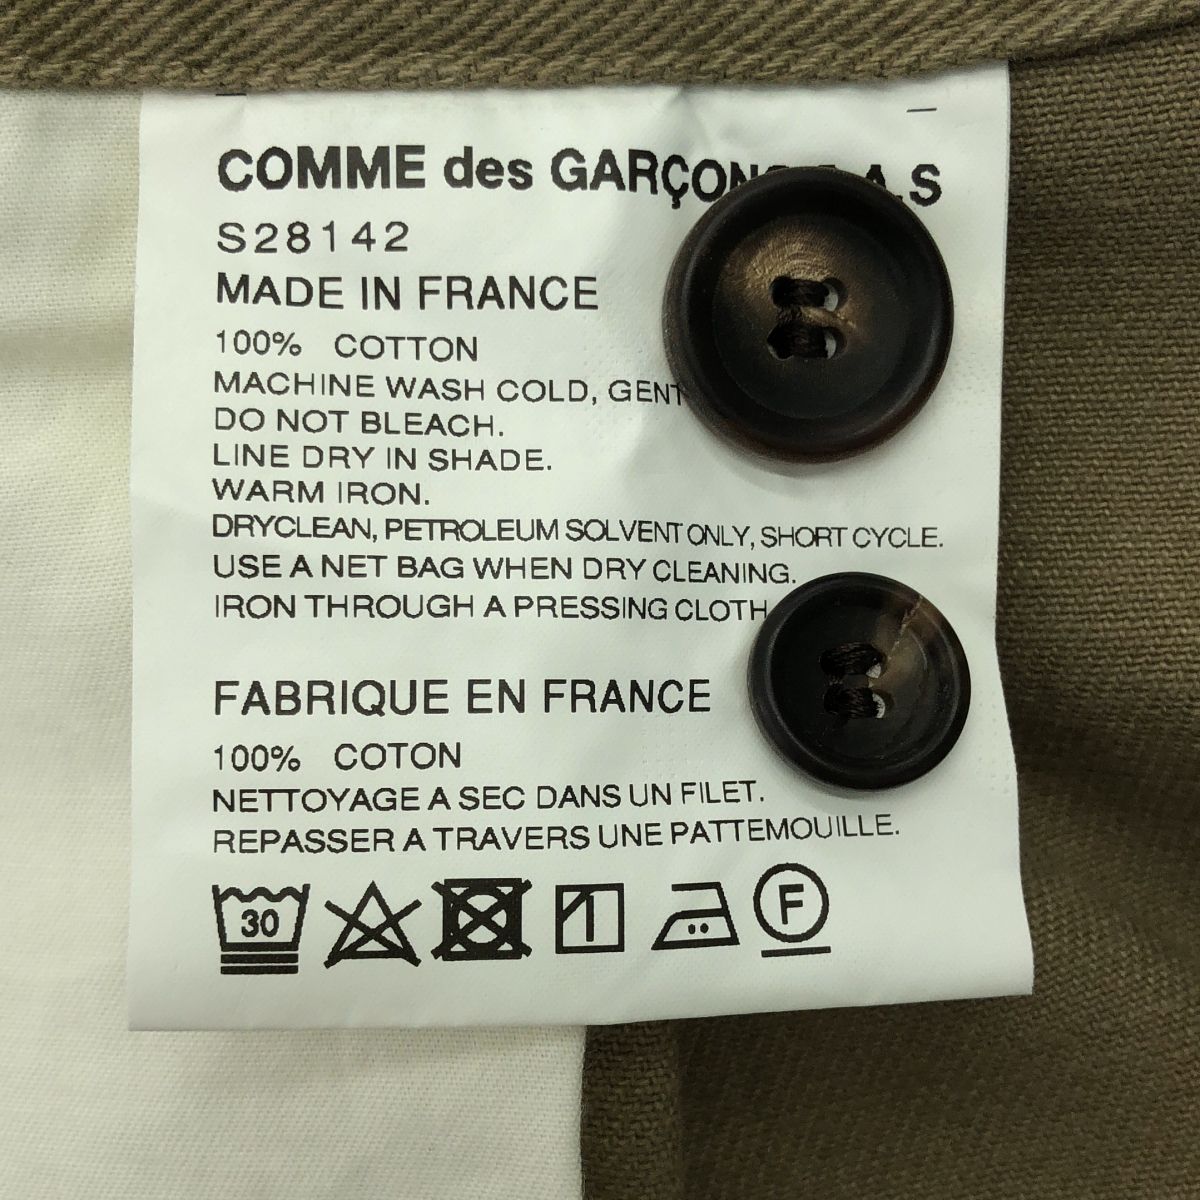 COMME des GARÇONS S.A.S
S28142
MADE IN FRANCE
100% COTTON
MACHINE WASH COLD, GENT
DO NOT BLEACH.
LINE DRY IN SHADE.
WARM IRON.
DRYCLEAN, PETROLEUM SOLVENT ONLY, SHORT CYCLE.
USE A NET BAG WHEN DRY CLEANING.
IRON THROUGH A PRESSING CLOTH
FABRIQUE EN FRANCE
100% COTON
NETTOYAGE A SEC DANS UN FILET.
REPASSER A TRAVERS UNE PATTEMOUILLE.
30 F